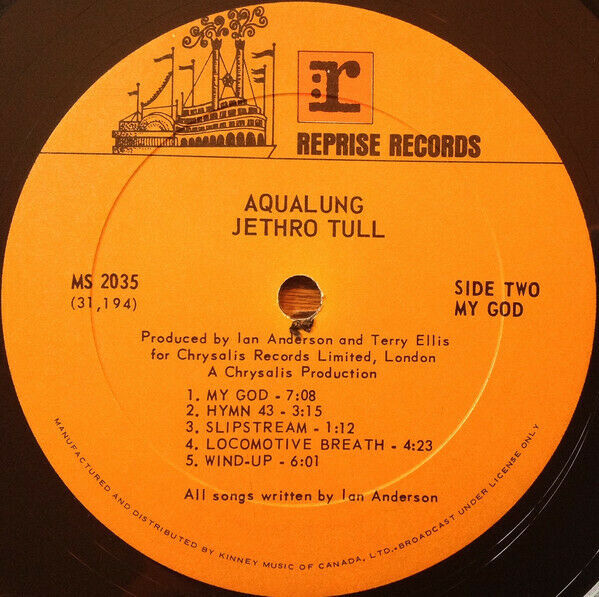 r
REPRISE RECORDS
AQUALUNG
JETHRO TULL
MS 2035
(31,194)
SIDE TWO
MY GOD
Produced by Ian Anderson and Terry Ellis
for Chrysalis Records Limited, London
A Chrysalis Production
1. MY GOD - 7:08
2. HYMN 43 - 3:15
3. SLIPSTREAM - 1:12
4. LOCOMOTIVE BREATH - 4:23
5. WIND-UP - 6:01
All songs written by Ian Anderson
MANUFACTURED AND DISTRIBUTED BY KINNEY MUSIC OF CANADA, LTD.•BROADCAST UNDER LICENSE ONLY